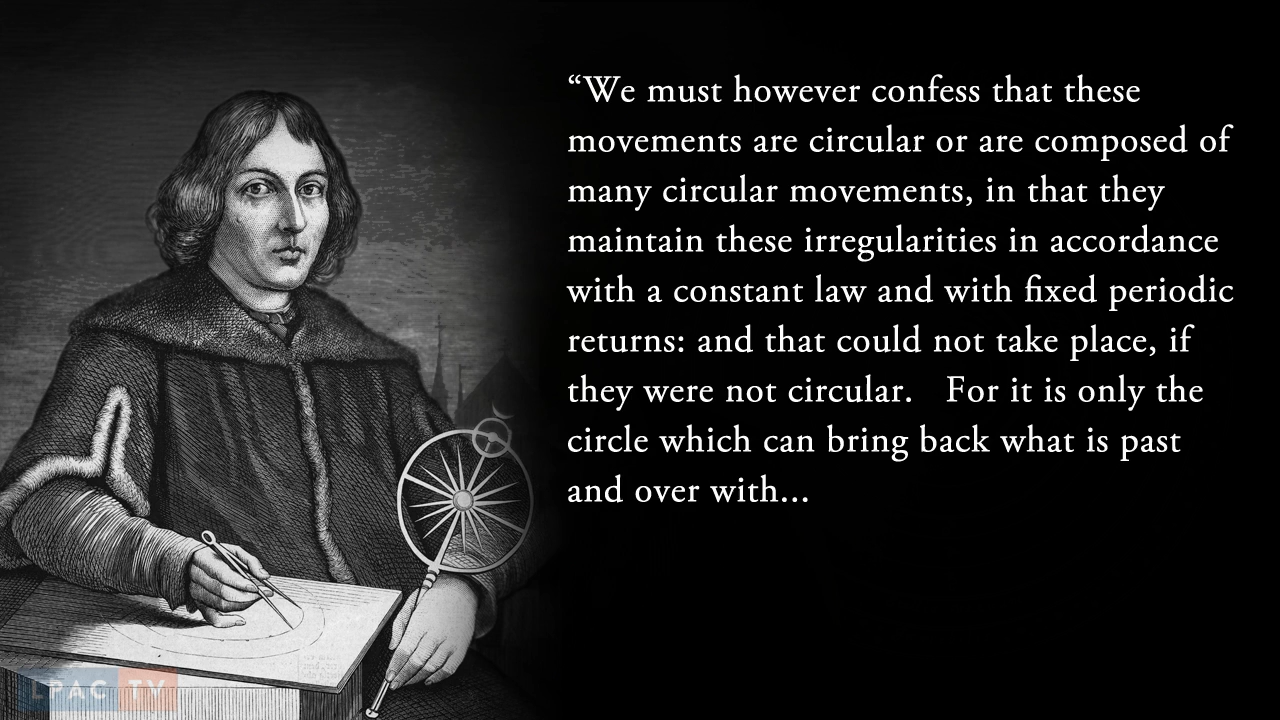 “We must however confess that these
movements are circular or are composed of
many circular movements, in that they
maintain these irregularities in accordance
with a constant law and with fixed periodic
returns: and that could not take place, if
they were not circular. For it is only the
circle which can bring back what is past
and over with...
LPAC TV